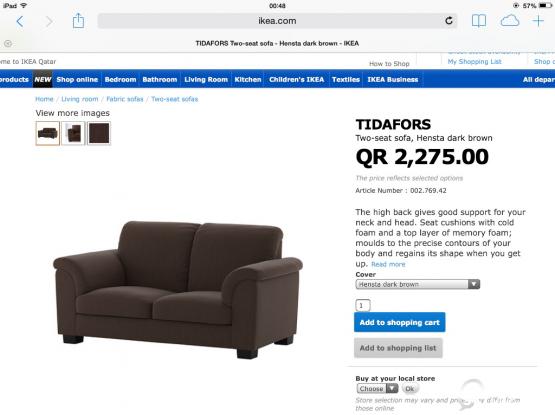 iPad
00:48
57%
ikea.com
TIDAFORS Two-seat sofa - Hensta dark brown - IKEA
me to IKEA Qatar
How to Shop
My Shopping List
Shop o
products NEW Shop online Bedroom Bathroom Living Room Kitchen Children's IKEA Textiles IKEA Business All depar
Home / Living room / Fabric sofas / Two-seat sofas
View more images
TIDAFORS
Two-seat sofa, Hensta dark brown
QR 2,275.00
The price reflects selected options
Article Number : 002.769.42
The high back gives good support for your
neck and head. Seat cushions with cold
foam and a top layer of memory foam;
moulds to the precise contours of your
body and regains its shape when you get
up. Read more
Cover
Hensta dark brown
1
Add to shopping cart
Add to shopping list
Buy at your local store
Choose Ok
Store selection may vary and differ from
those online